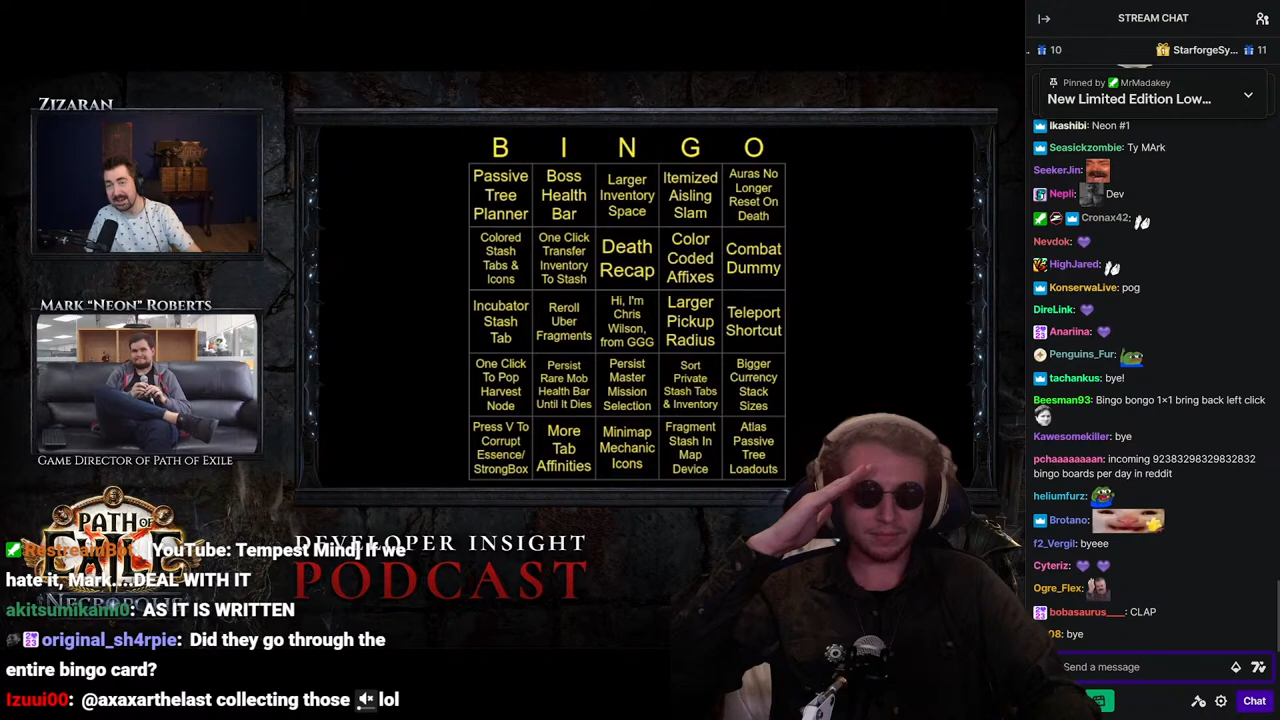 ZIZARAN
MARK “NEON” ROBERTS
GAME DIRECTOR OF PATH OF EXILE
B I N G O
Passive
Tree
Planner
Boss
Health
Bar
Larger
Inventory
Space
Itemized
Aisling
Slam
Auras No
Longer
Reset On
Death
Colored
Stash
Tabs &
Icons
One Click
Transfer
Inventory
To Stash
Death
Recap
Color
Coded
Affixes
Combat
Dummy
Incubator
Stash
Tab
Reroll
Uber
Fragments
Hi, I'm
Chris
Wilson,
from GGG
Larger
Pickup
Radius
Teleport
Shortcut
One Click
To Pop
Harvest
Node
Persist
Rare Mob
Health Bar
Until It Dies
Persist
Master
Mission
Selection
Sort
Private
Stash Tabs
& Inventory
Bigger
Currency
Stack
Sizes
Press V To
Corrupt
Essence/
StrongBox
More
Tab
Affinities
Minimap
Mechanic
Icons
Fragment
Stash In
Map
Device
Atlas
Passive
Tree
Loadouts
PATH OF
EXILE
DEVELOPER INSIGHT
PODCAST
RestreamBot: [YouTube: Tempest Mind] If we
hate it, Mark....DEAL WITH IT
akitsumikami0: AS IT IS WRITTEN
original_sh4rpie: Did they go through the
entire bingo card?
Izuui00: @axaxarthelast collecting those lol
STREAM CHAT
10 StarforgeSy... 11
Pinned by MrMadakey
New Limited Edition Low...
Ikashibi: Neon #1
Seasickzombie: Ty MArk
SeekerJin:
Nepli: Dev
Cronax42:
Nevdok:
HighJared:
KonserwaLive: pog
DireLink:
Anariina:
Penguins_Fur:
tachankus: bye!
Beesman93: Bingo bongo 1×1 bring back left click
Kawesomekiller: bye
pchaaaaaaan: incoming 92383298329832832
bingo boards per day in reddit
heliumfurz:
Brotano:
f2_Vergil: byeee
Cyteriz:
Ogre_Flex:
bobasaurus____: CLAP
08: bye
Send a message
Chat